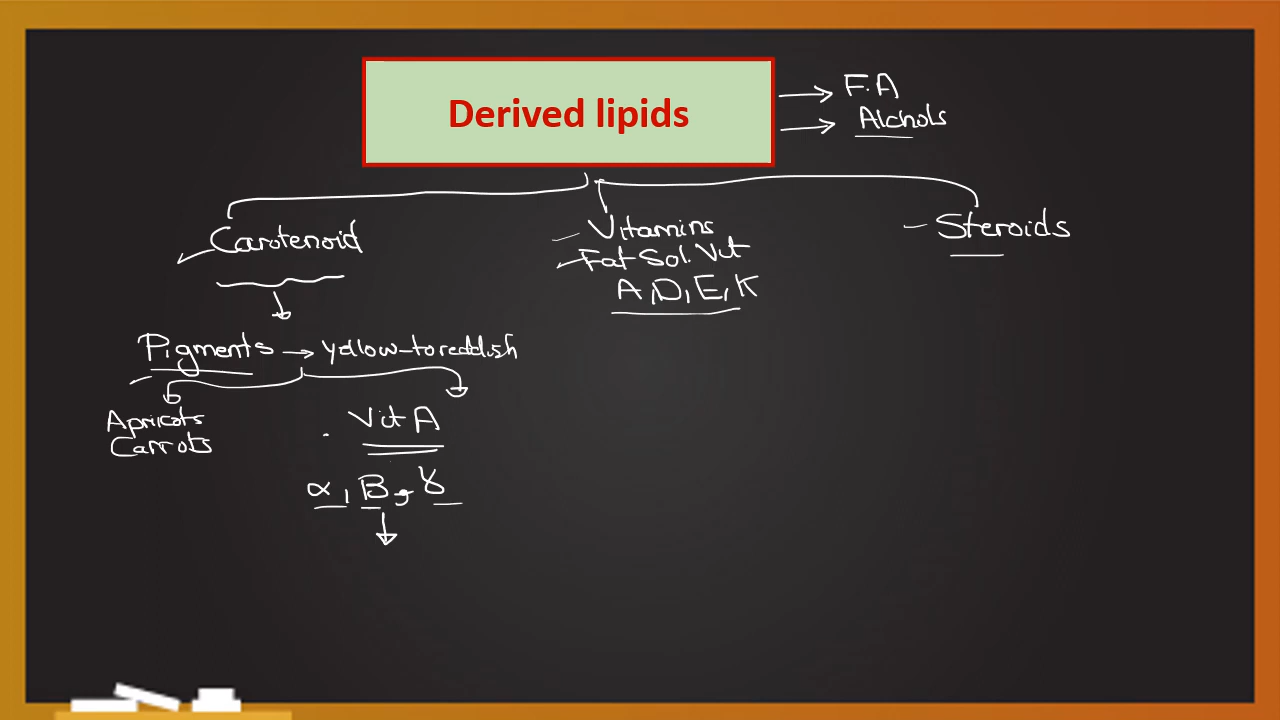 Derived lipids
→ F.A
→ Alchols
Carotenoid
Vitamins
Fat Sol. Vit
A, D, E, K
Steroids
Pigments → yellow-to reddish
Apricots
Carrots
Vit A
α, B, γ